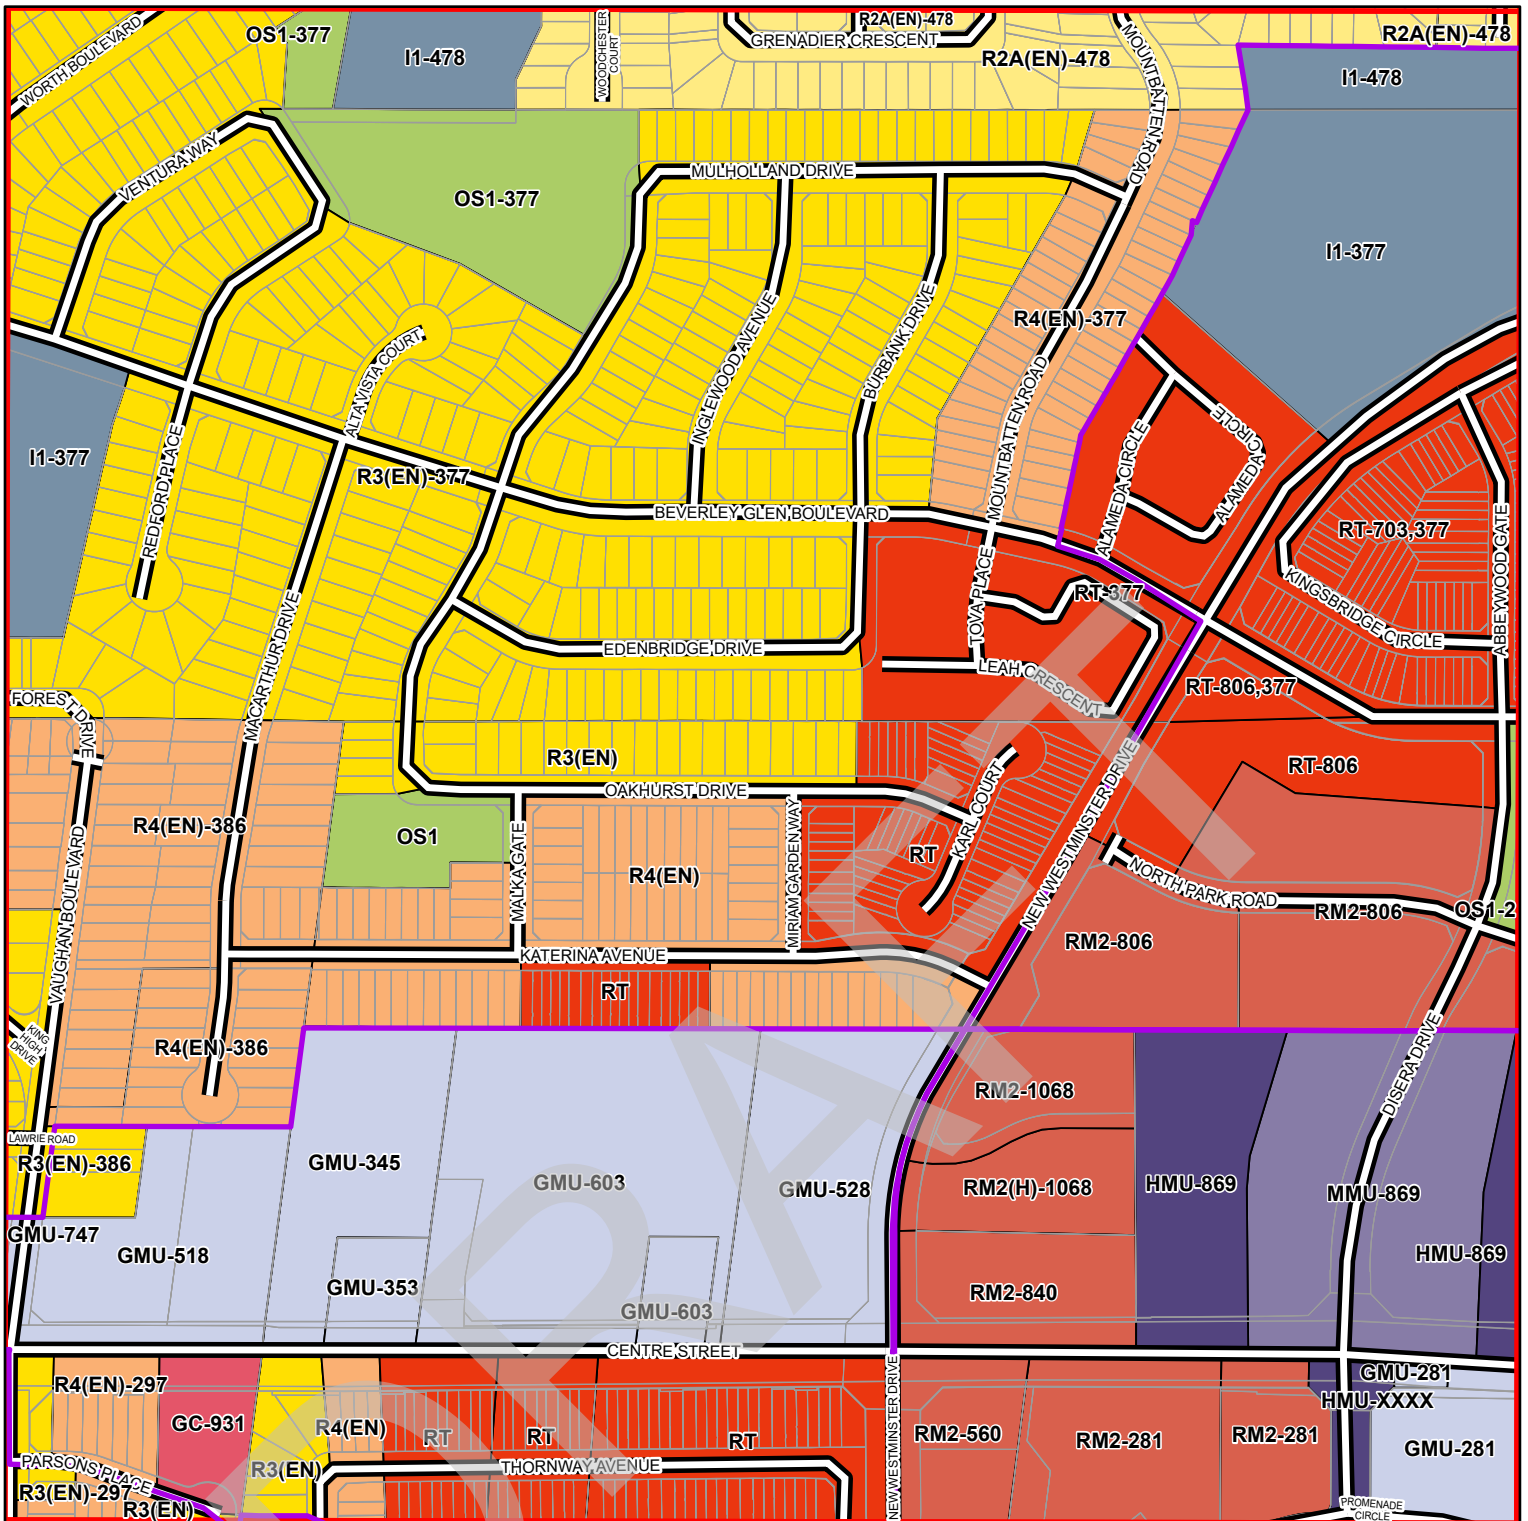 WORTH BOULEVARD
OS1-377
I1-478
WOODCHESTER
COURT
R2A(EN)-478
GRENADIER CRESCENT
R2A(EN)-478
MOUNTBATTEN ROAD
R2A(EN)-478
I1-478
VENTURA WAY
OS1-377
MULHOLLAND DRIVE
I1-377
R4(EN)-377
INGLEWOOD AVENUE
BURBANK DRIVE
ALTA VISTA COURT
MOUNTBATTEN ROAD
ALAMEDA CIRCLE
CIRCLE
ALAMEDA
I1-377
REDFORD PLACE
R3(EN)-377
BEVERLEY GLEN BOULEVARD
RT-703,377
ABBEYWOOD GATE
KINGSBRIDGE CIRCLE
TOVA PLACE
RT-377
MACARTHUR DRIVE
EDENBRIDGE DRIVE
LEAH CRESCENT
RT-806,377
FOREST DRIVE
R3(EN)
RT-806
NEW WESTMINSTER DRIVE
OAKHURST DRIVE
KARL COURT
R4(EN)-386
OS1
MALKA GATE
R4(EN)
MIRIAM GARDEN WAY
RT
NORTH PARK ROAD
RM2-806
OS1-2
VAUGHAN BOULEVARD
RM2-806
KATERINA AVENUE
RT
KING
HIGH
DRIVE
R4(EN)-386
DISERA DRIVE
RM2-1068
LAWRIE ROAD
R3(EN)-386
GMU-345
GMU-603
GMU-528
RM2(H)-1068
HMU-869
MMU-869
GMU-747
GMU-518
HMU-869
GMU-353
GMU-603
RM2-840
CENTRE STREET
GMU-281
R4(EN)-297
HMU-XXXX
GC-931
R4(EN)
RT
RT
RT
NEW WESTMINSTER DRIVE
RM2-560
RM2-281
RM2-281
GMU-281
PARSONS PLACE
R3(EN)
THORNWAY AVENUE
R3(EN)-297
R3(EN)
PROMENADE
CIRCLE
DRAFT